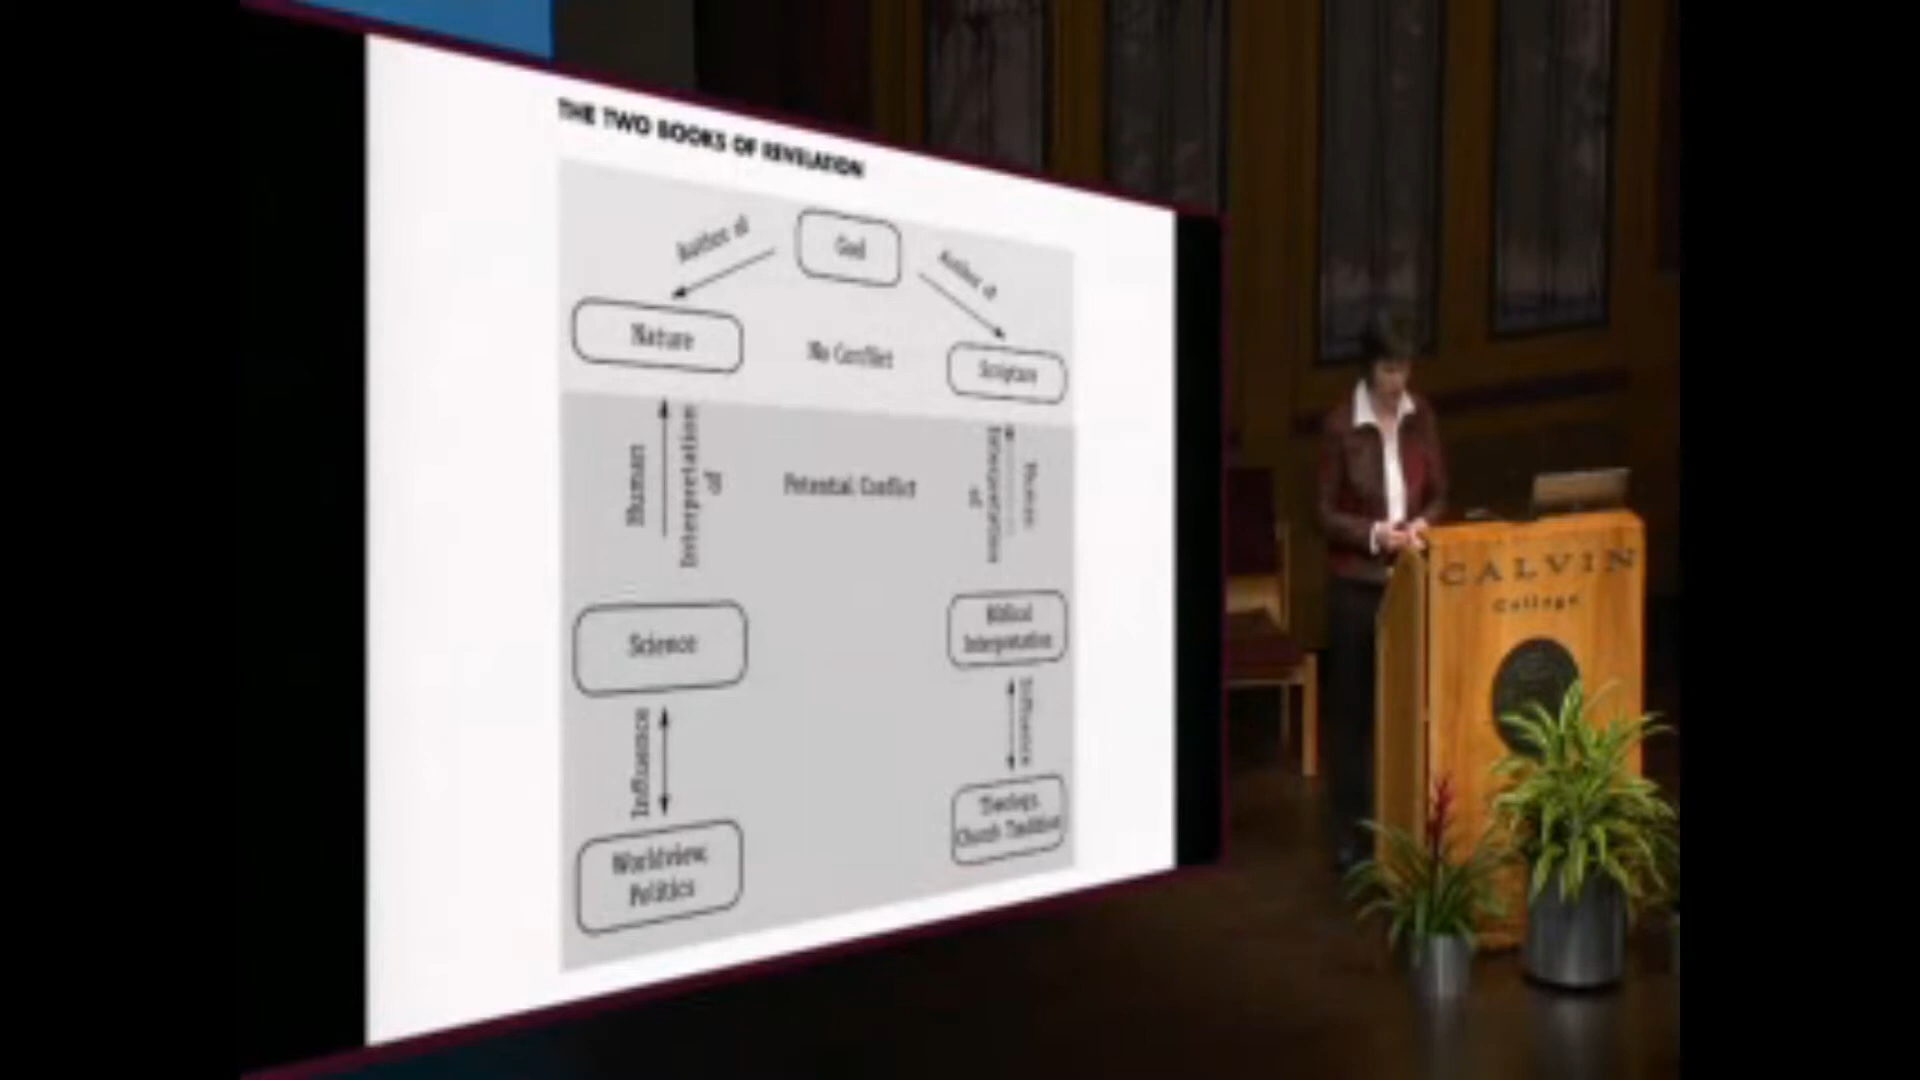 THE TWO BOOKS OF REVELATION
God
Author of
Author of
Nature
No Conflict
Scripture
Human
Interpretation
of
Potential Conflict
Human
Interpretation
of
Science
Biblical
Interpretation
Influence
Influence
Worldview,
Politics
Theology,
Church Tradition
CALVIN
College